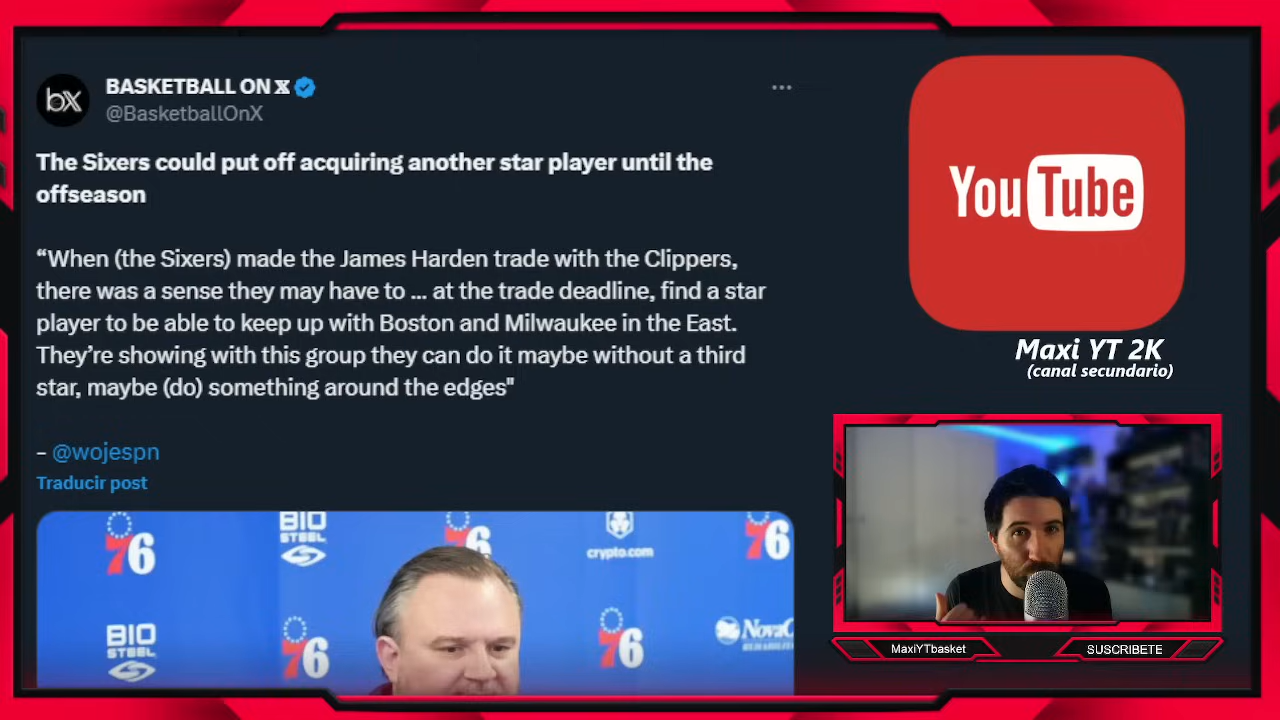 BASKETBALL ON X
@BasketballOnX
The Sixers could put off acquiring another star player until the
offseason
“When (the Sixers) made the James Harden trade with the Clippers,
there was a sense they may have to ... at the trade deadline, find a star
player to be able to keep up with Boston and Milwaukee in the East.
They’re showing with this group they can do it maybe without a third
star, maybe (do) something around the edges"
– @wojespn
Traducir post
bX
76
BIO
STEEL
76
crypto.com
76
BIO
STEEL
76
76
YouTube
Maxi YT 2K
(canal secundario)
MaxiYTbasket
SUSCRIBETE